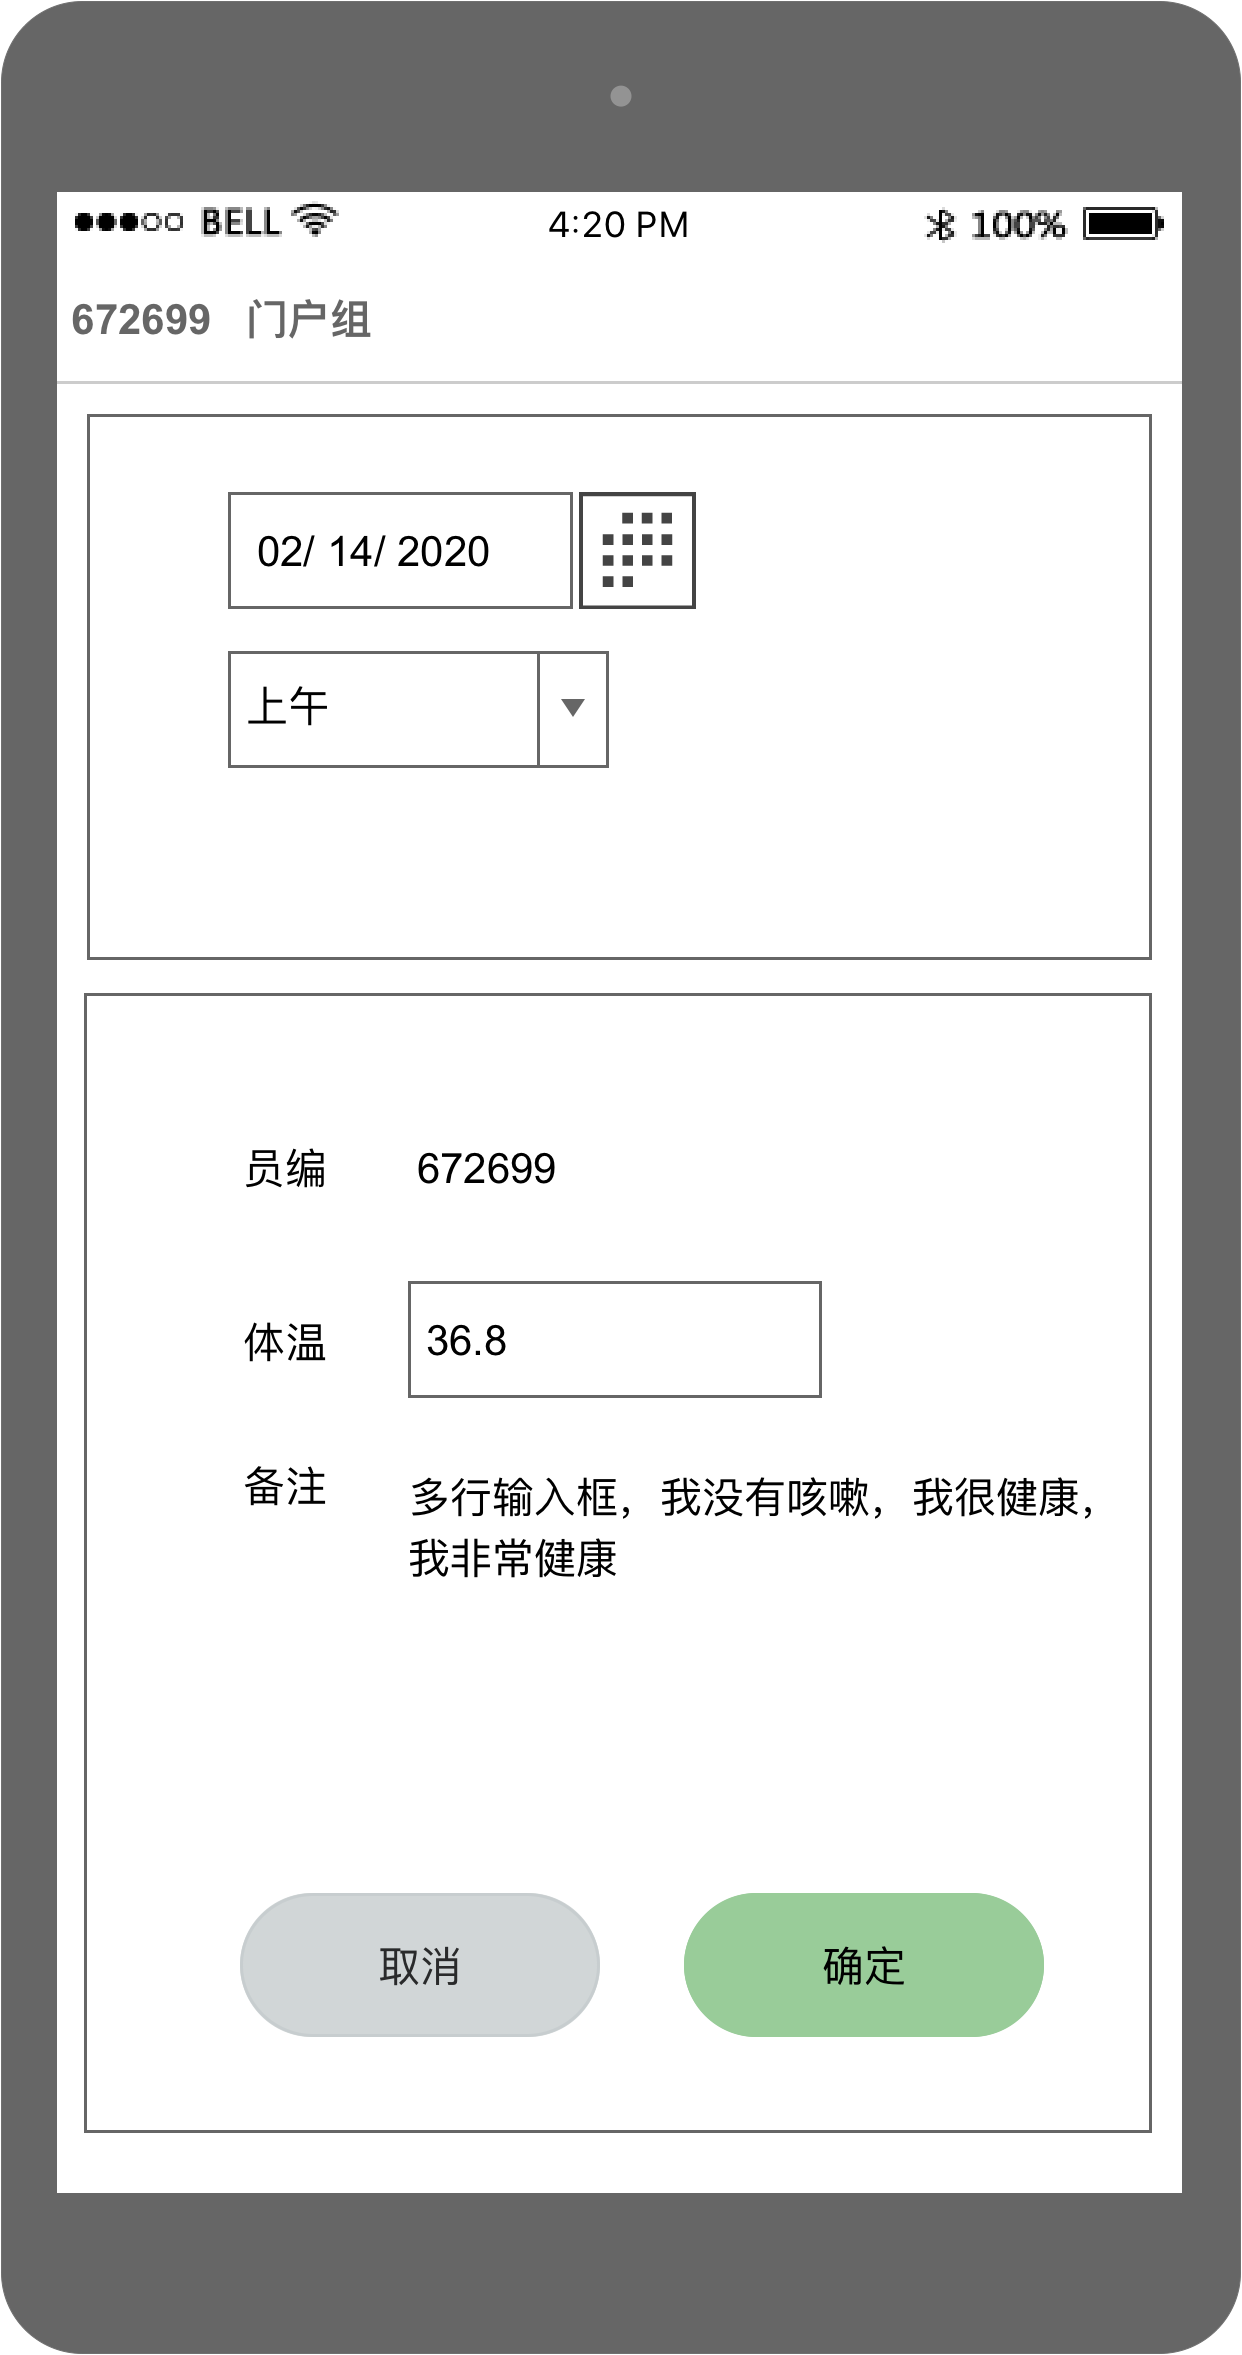 BELL 4:20 PM 100%
672699 门户组
02/ 14/ 2020
上午
员编 672699
体温 36.8
备注 多行输入框，我没有咳嗽，我很健康，
我非常健康
取消 确定